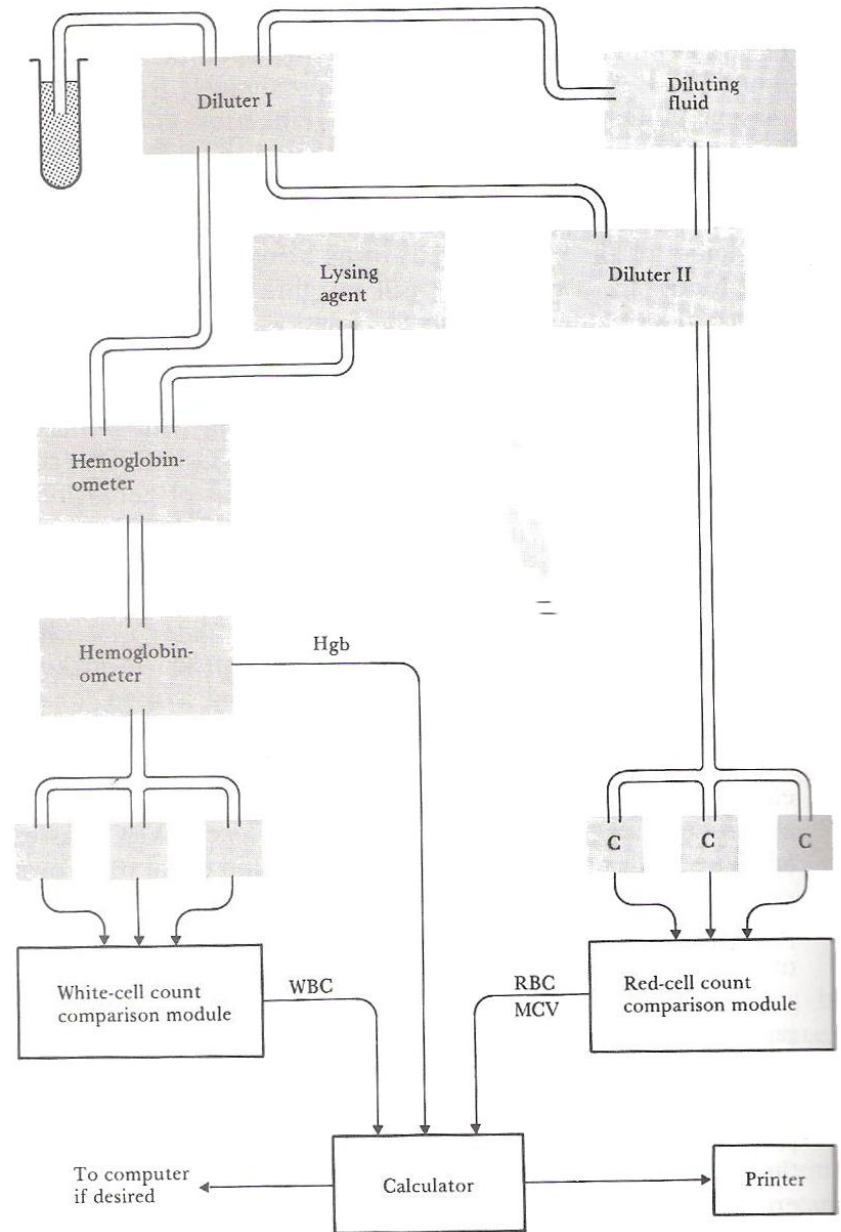 Diluter I
Diluting
fluid
Lysing
agent
Diluter II
Hemoglobin-
ometer
Hemoglobin-
ometer
Hgb
C
C
C
White-cell count
comparison module
WBC
RBC
MCV
Red-cell count
comparison module
To computer
if desired
Calculator
Printer